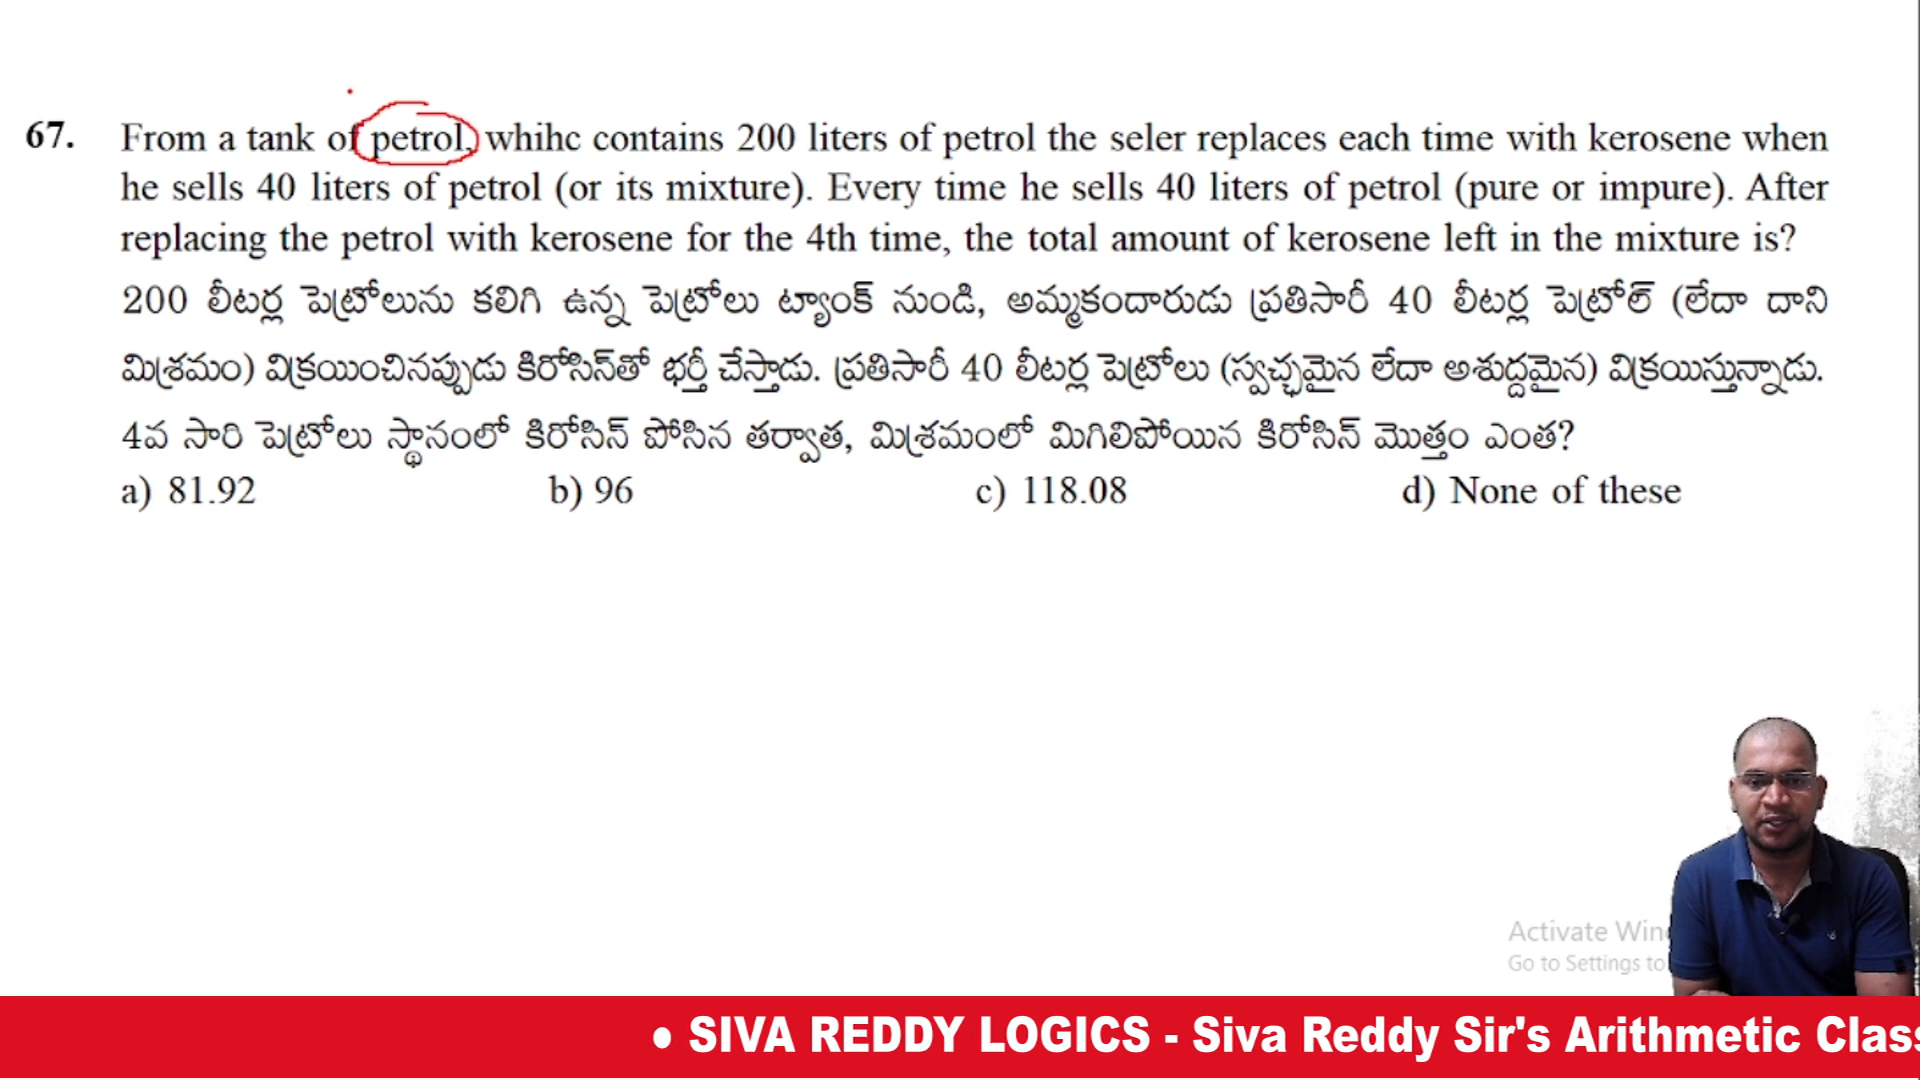 67. From a tank of petrol, whihc contains 200 liters of petrol the seler replaces each time with kerosene when
he sells 40 liters of petrol (or its mixture). Every time he sells 40 liters of petrol (pure or impure). After
replacing the petrol with kerosene for the 4th time, the total amount of kerosene left in the mixture is?
200 లీటర్ల పెట్రోలును కలిగి ఉన్న పెట్రోలు ట్యాంక్ నుండి, అమ్మకందారుడు ప్రతిసారీ 40 లీటర్ల పెట్రోల్ (లేదా దాని
మిశ్రమం) విక్రయించినప్పుడు కిరోసిన్‌తో భర్తీ చేస్తాడు. ప్రతిసారీ 40 లీటర్ల పెట్రోలు (స్వచ్ఛమైన లేదా అశుద్దమైన) విక్రయిస్తున్నాడు.
4వ సారి పెట్రోలు స్థానంలో కిరోసిన్ పోసిన తర్వాత, మిశ్రమంలో మిగిలిపోయిన కిరోసిన్ మొత్తం ఎంత?
a) 81.92 b) 96 c) 118.08 d) None of these
Activate Win
Go to Settings to
• SIVA REDDY LOGICS - Siva Reddy Sir's Arithmetic Clas